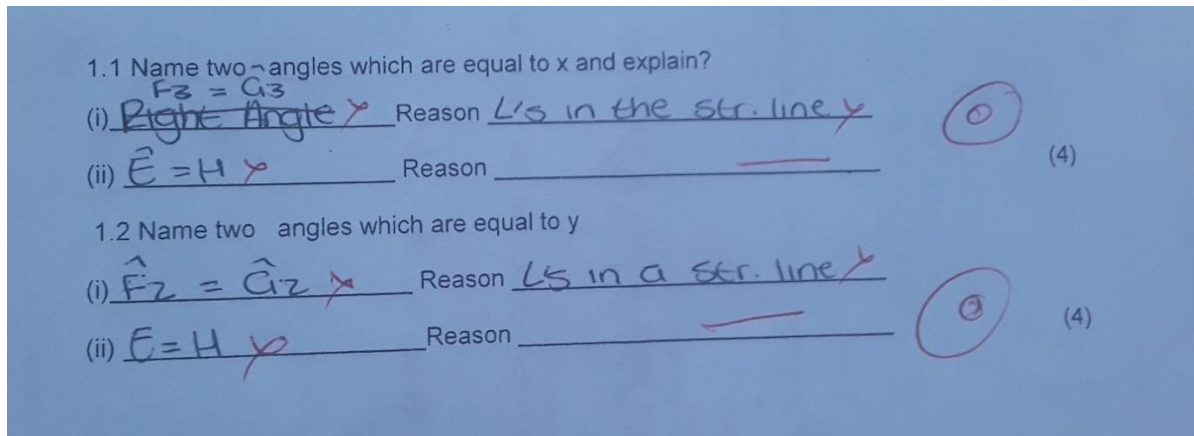 1.1 Name two angles which are equal to x and explain?
F3 = G3
(i) Right Angle Reason L's in the str. line
(4)
(ii) Ê = H Reason
1.2 Name two angles which are equal to y
(i) F̂2 = Ĝ2 Reason L's in a str. line
(4)
(ii) E = H Reason